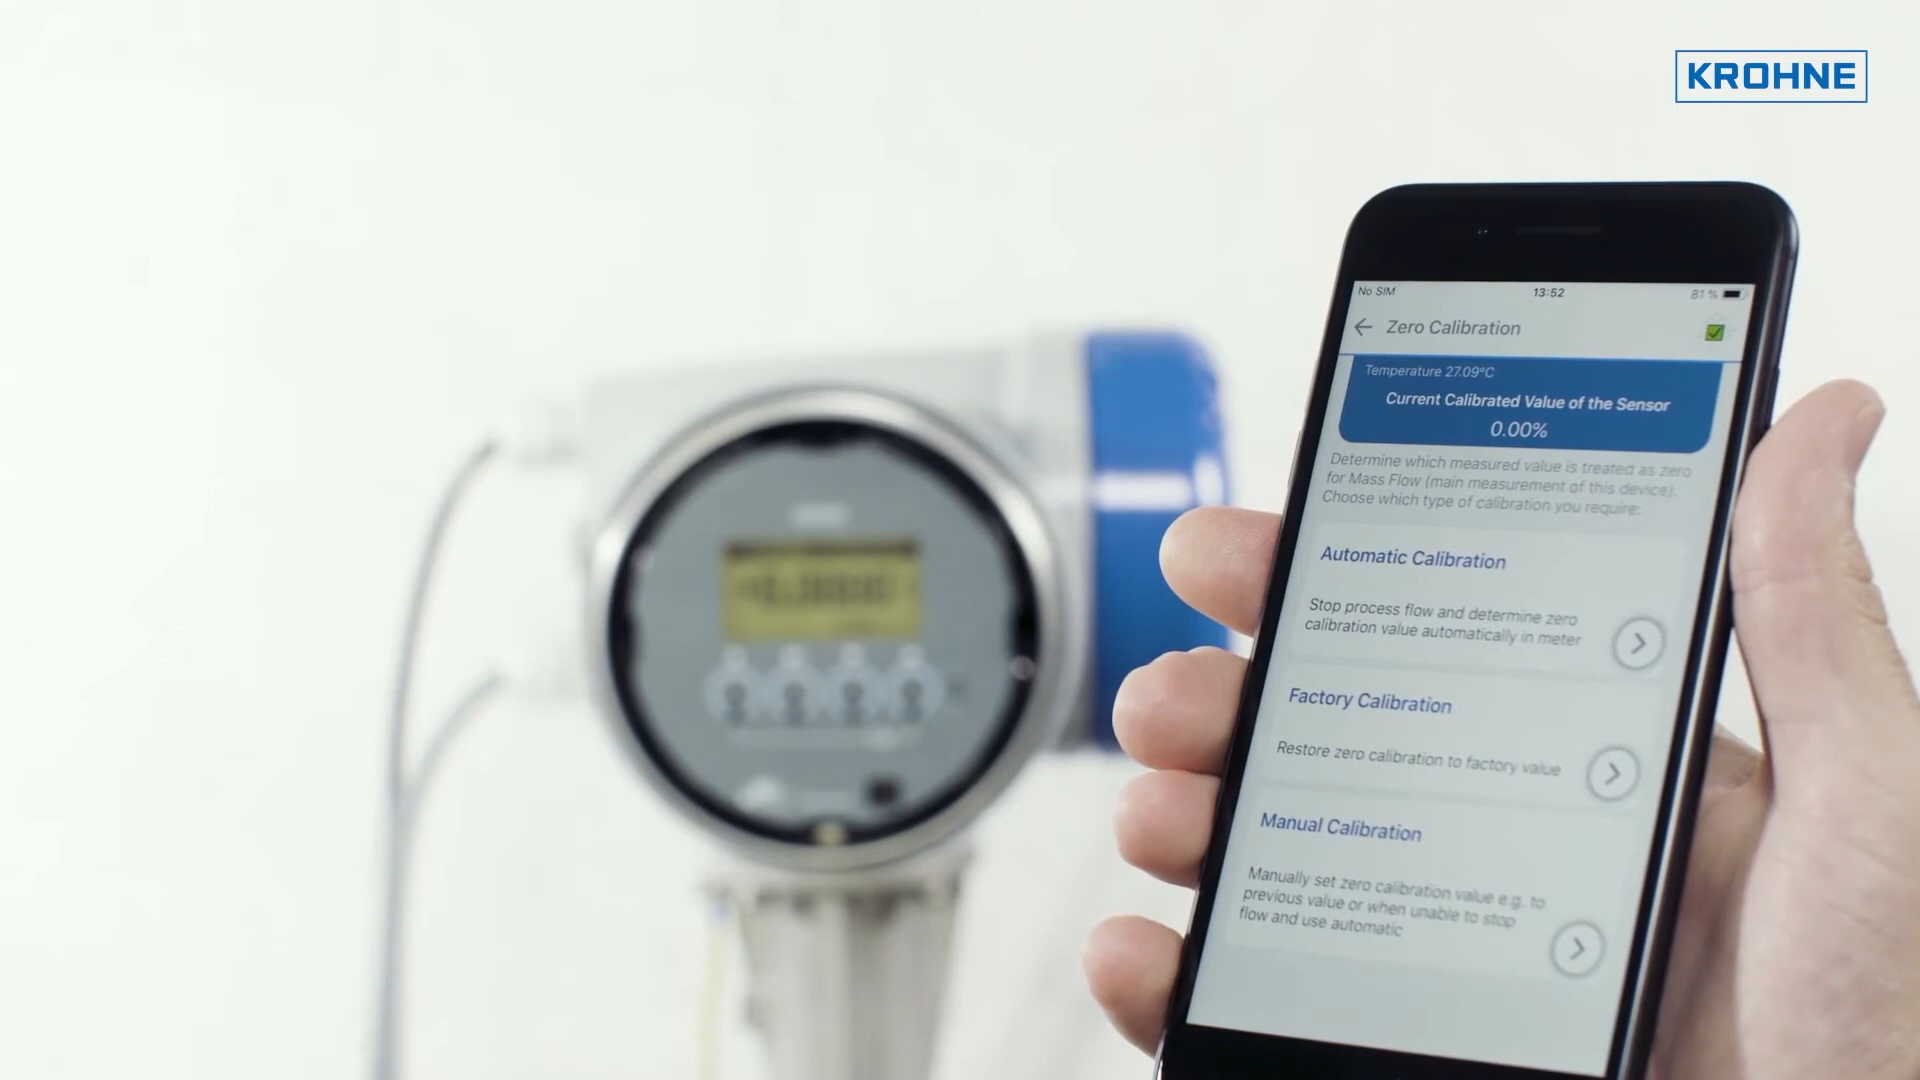 KROHNE
No SIM 13:52 81 %
Zero Calibration
Temperature 27.09°C
Current Calibrated Value of the Sensor
0.00%
Determine which measured value is treated as zero
for Mass Flow (main measurement of this device).
Choose which type of calibration you require:
Automatic Calibration
Stop process flow and determine zero
calibration value automatically in meter
Factory Calibration
Restore zero calibration to factory value
Manual Calibration
Manually set zero calibration value e.g. to
previous value or when unable to stop
flow and use automatic